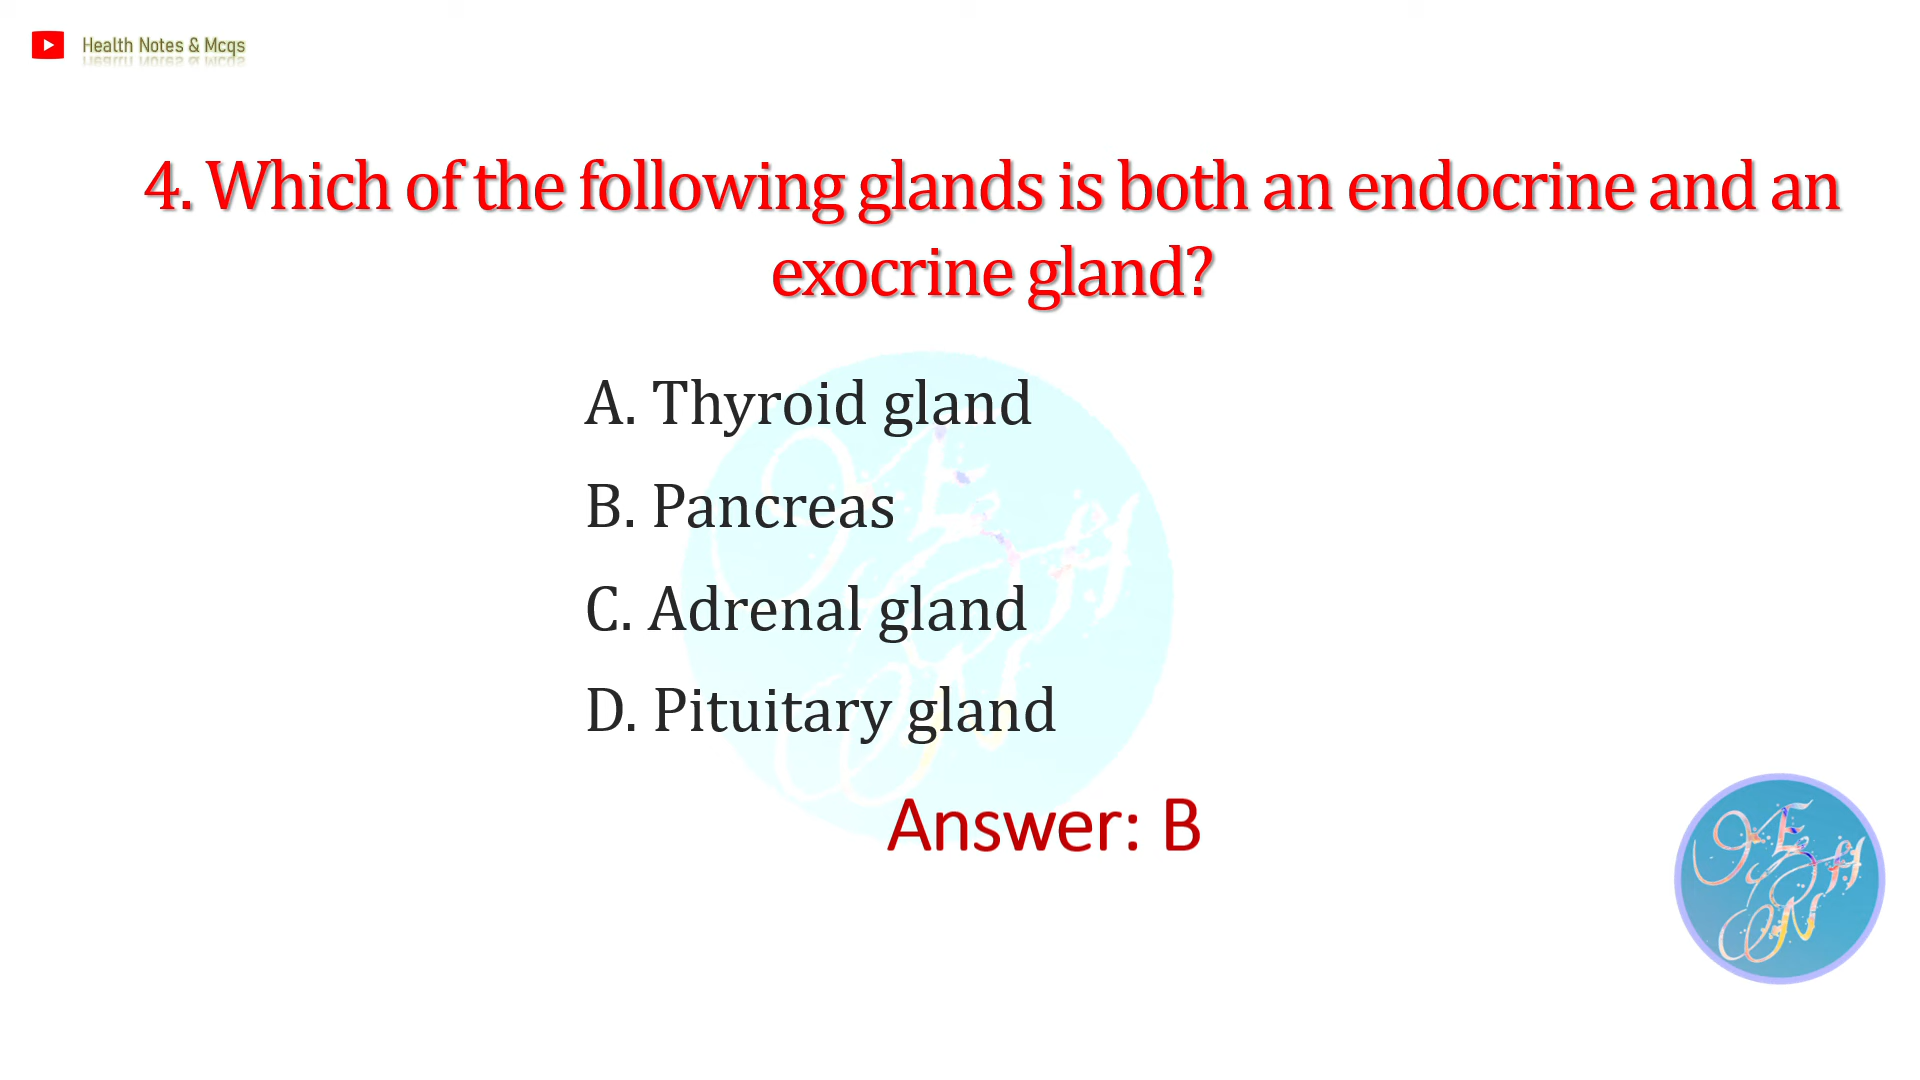 Health Notes & Mcqs
4. Which of the following glands is both an endocrine and an
exocrine gland?
A. Thyroid gland
B. Pancreas
C. Adrenal gland
D. Pituitary gland
Answer: B